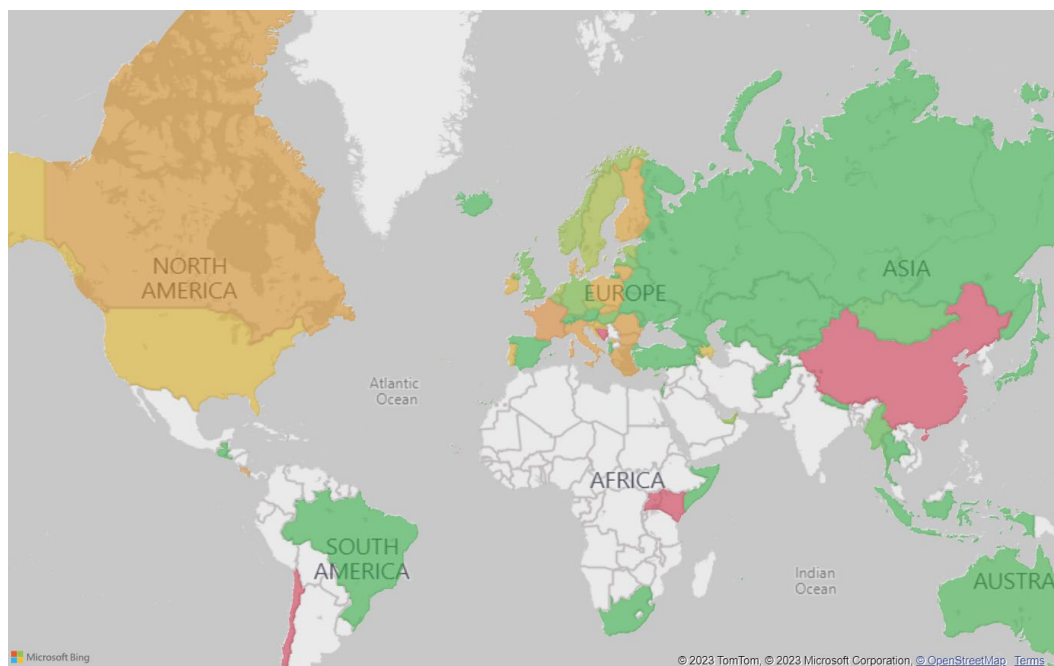 NORTH
AMERICA
ASIA
EUROPE
Atlantic
Ocean
AFRICA
SOUTH
AMERICA
Indian
Ocean
AUSTRA
Microsoft Bing
© 2023 TomTom, © 2023 Microsoft Corporation, © OpenStreetMap Terms